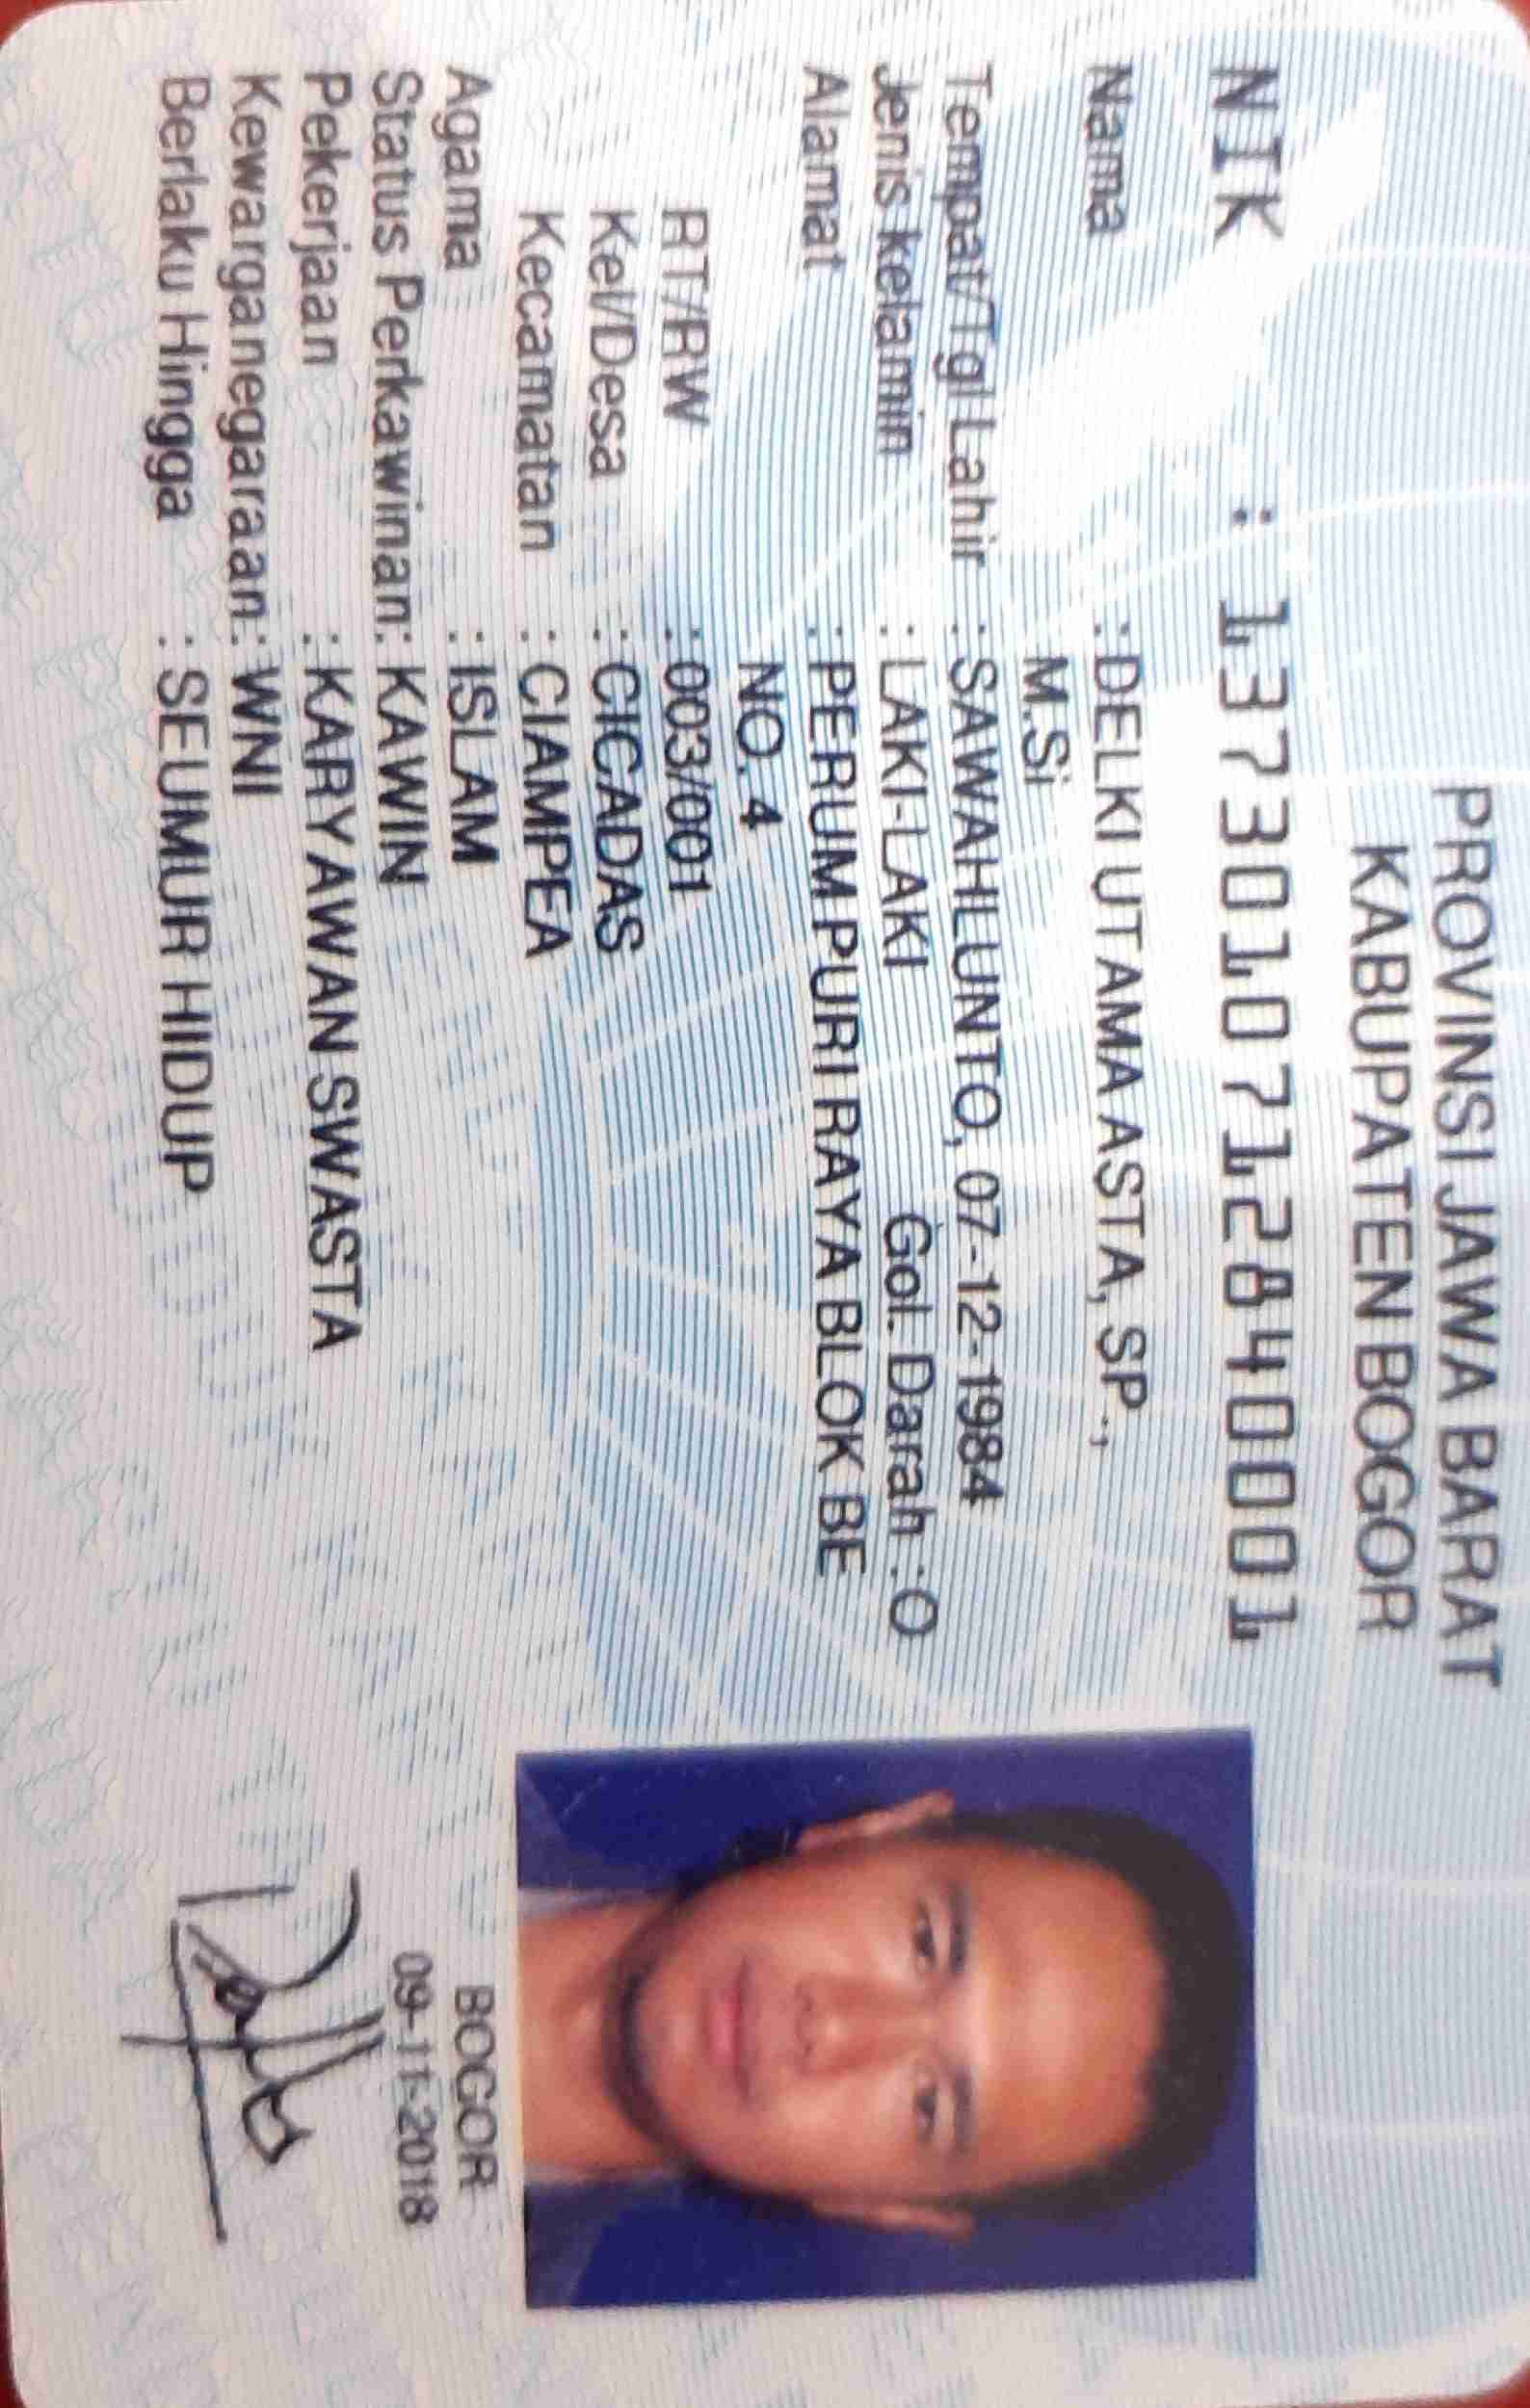 PROVINSI JAWA BARAT
KABUPATEN BOGOR
NIK : 1373010712840001
Nama : DELKI UTAMA ASTA, SP.,
M.Si
Tempat/Tgl Lahir : SAWAHLUNTO, 07-12-1984
Jenis kelamin : LAKI-LAKI Gol. Darah : O
Alamat : PERUM PURI RAYA BLOK BE
NO. 4
RT/RW : 003/001
Kel/Desa : CICADAS
Kecamatan : CIAMPEA
Agama : ISLAM
Status Perkawinan: KAWIN
Pekerjaan : KARYAWAN SWASTA
Kewarganegaraan: WNI
Berlaku Hingga : SEUMUR HIDUP
BOGOR
09-11-2018